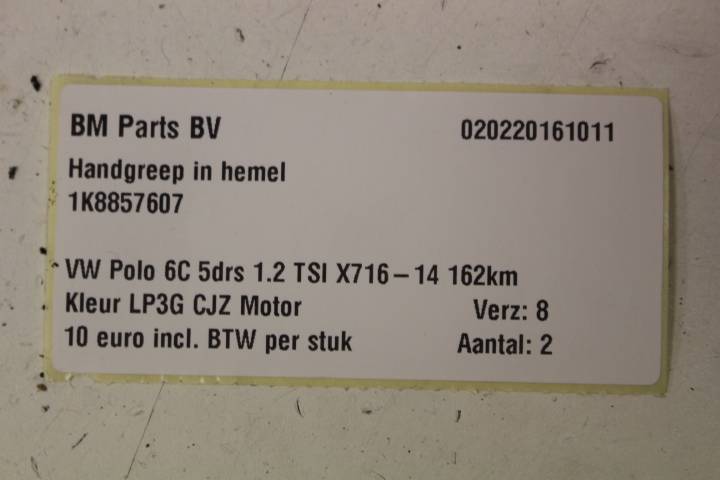 BM Parts BV 020220161011
Handgreep in hemel
1K8857607
VW Polo 6C 5drs 1.2 TSI X716-14 162km
Kleur LP3G CJZ Motor Verz: 8
10 euro incl. BTW per stuk Aantal: 2